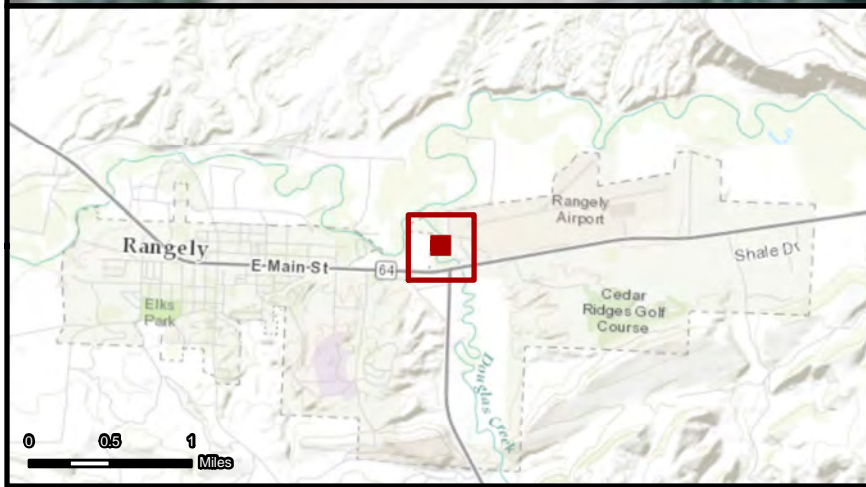 Rangely
Airport
Rangely
E-Main-St
64
Shale Dr
Elks
Park
Cedar
Ridges Golf
Course
Douglas Creek
0 0.5 1
Miles